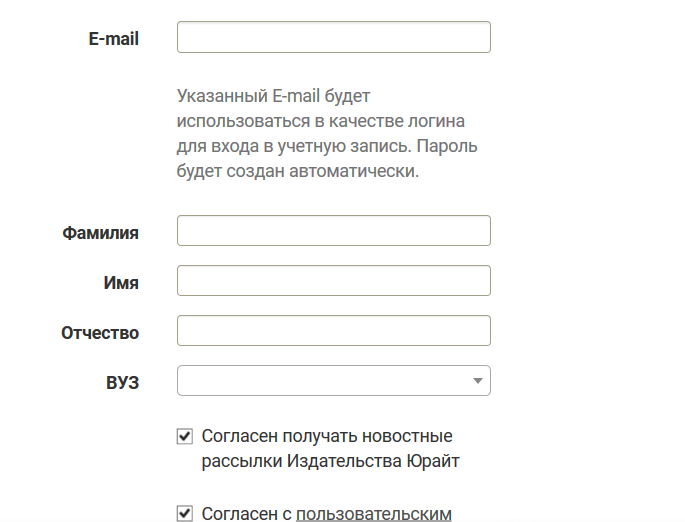 E-mail
Указанный E-mail будет
использоваться в качестве логина
для входа в учетную запись. Пароль
будет создан автоматически.
Фамилия
Имя
Отчество
ВУЗ
Согласен получать новостные
рассылки Издательства Юрайт
Согласен с пользовательским